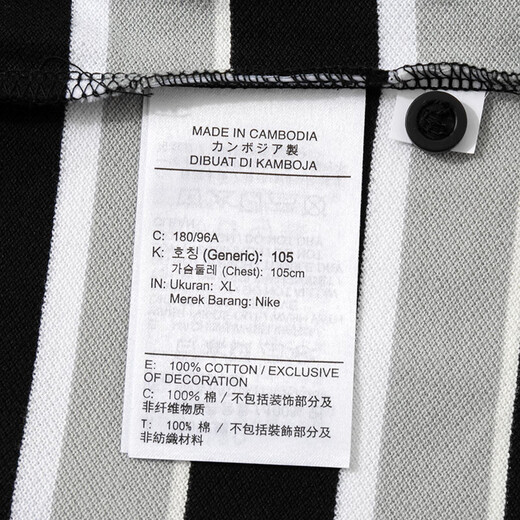 MADE IN CAMBODIA
カンボジア製
DIBUAT DI KAMBOJA
C: 180/96A
K: 호칭 (Generic): 105
가슴둘레 (Chest): 105cm
IN: Ukuran: XL
Merek Barang: Nike
E: 100% COTTON / EXCLUSIVE
OF DECORATION
C: 100% 棉 / 不包括装饰部分及
非纤维物质
T: 100% 棉 / 不包括裝飾部分及
非紡織材料